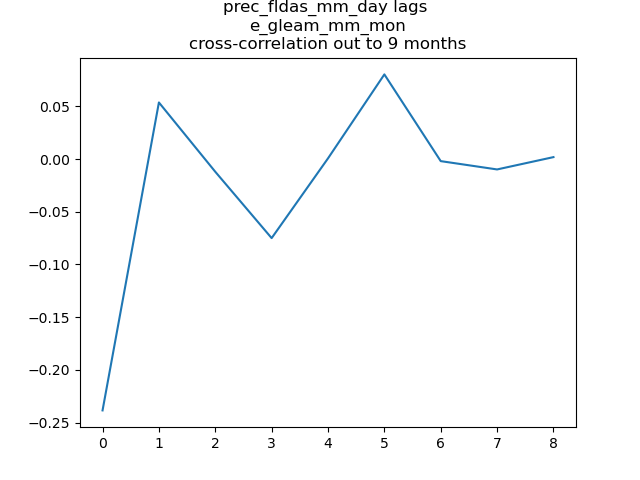 prec_fldas_mm_day lags
e_gleam_mm_mon
cross-correlation out to 9 months
0.05
0.00
−0.05
−0.10
−0.15
−0.20
−0.25
0 1 2 3 4 5 6 7 8